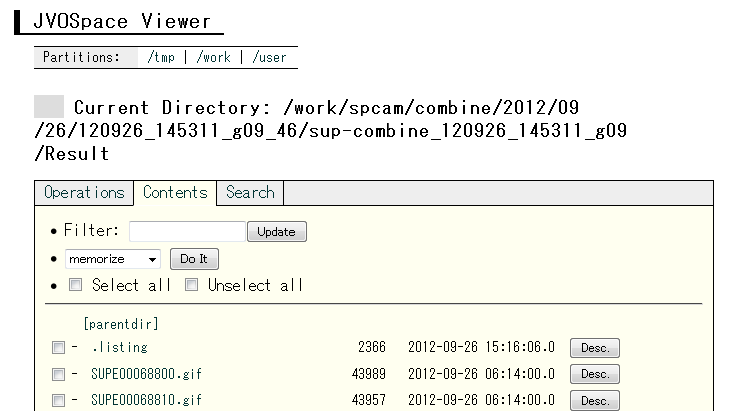 JVOSpace Viewer
Partitions: /tmp | /work | /user
Current Directory: /work/spcam/combine/2012/09
/26/120926_145311_g09_46/sup-combine_120926_145311_g09
/Result
Operations Contents Search
• Filter: Update
• memorize Do It
• Select all Unselect all
[parentdir]
- .listing 2366 2012-09-26 15:16:06.0 Desc.
- SUPE00068800.gif 43989 2012-09-26 06:14:00.0 Desc.
- SUPE00068810.gif 43957 2012-09-26 06:14:00.0 Desc.